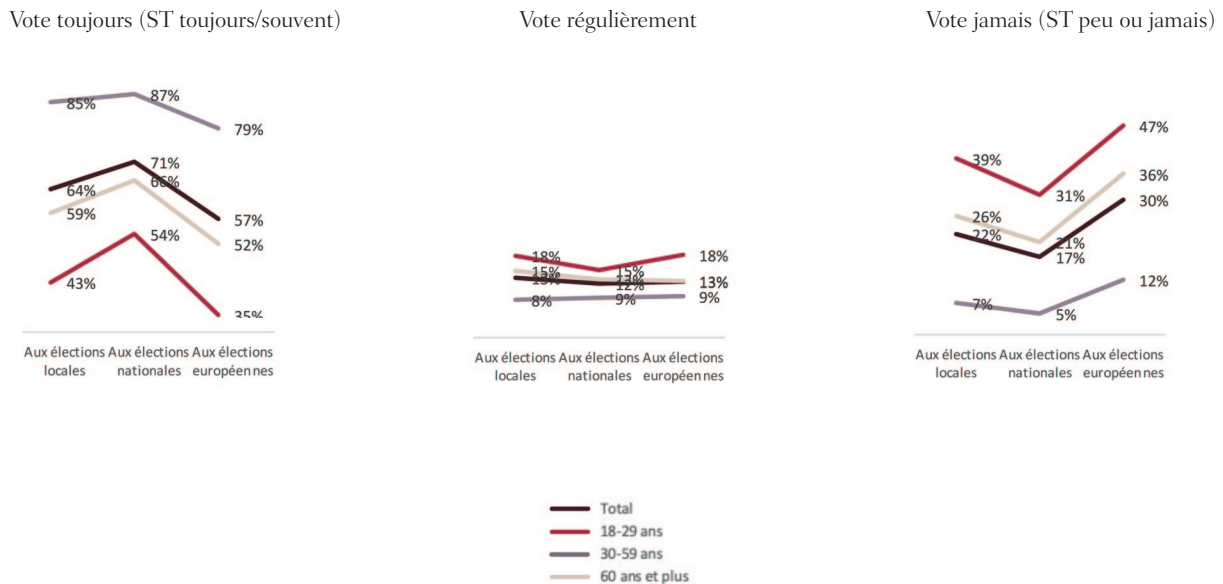 Vote toujours (ST toujours/souvent)
85%
87%
79%
64%
71%
57%
59%
66%
52%
43%
54%
35%
Aux élections locales
Aux élections nationales
Aux élections européennes
Vote régulièrement
18%
15%
18%
15%
13%
13%
13%
12%
13%
8%
9%
9%
Aux élections locales
Aux élections nationales
Aux élections européennes
Vote jamais (ST peu ou jamais)
39%
31%
47%
26%
21%
36%
22%
17%
30%
7%
5%
12%
Aux élections locales
Aux élections nationales
Aux élections européennes
Total
18-29 ans
30-59 ans
60 ans et plus